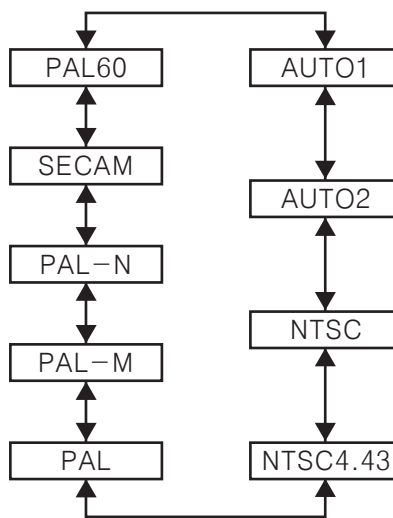 PAL60
AUTO1
SECAM
AUTO2
PAL-N
NTSC
PAL-M
PAL
NTSC4.43